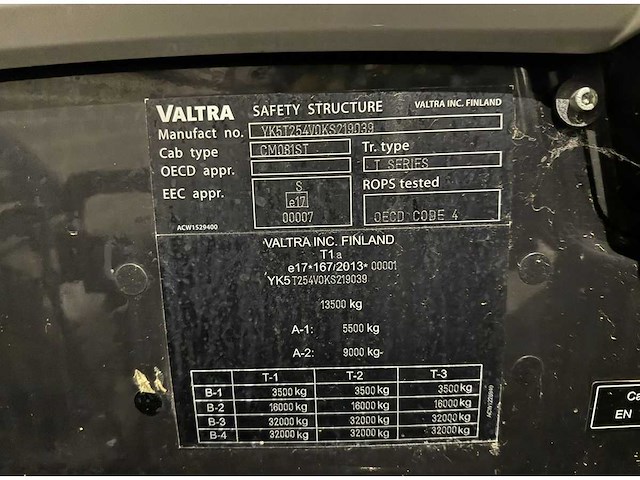 VALTRA SAFETY STRUCTURE VALTRA INC. FINLAND
Manufact no. YK5T254V0KS219039
Cab type CM081ST Tr. type
OECD appr. T SERIES
EEC appr. S ROPS tested
e17
00007 OECD CODE 4
ACW1529400
VALTRA INC. FINLAND
T1a
e17*167/2013*00001
YK5T254V0KS219039
13500 kg
A-1: 5500 kg
A-2: 9000 kg
T-1 T-2 T-3
B-1 3500 kg 3500 kg 3500 kg
B-2 16000 kg 16000 kg 16000 kg
B-3 32000 kg 32000 kg 32000 kg
B-4 32000 kg 32000 kg 32000 kg
Ca
EN